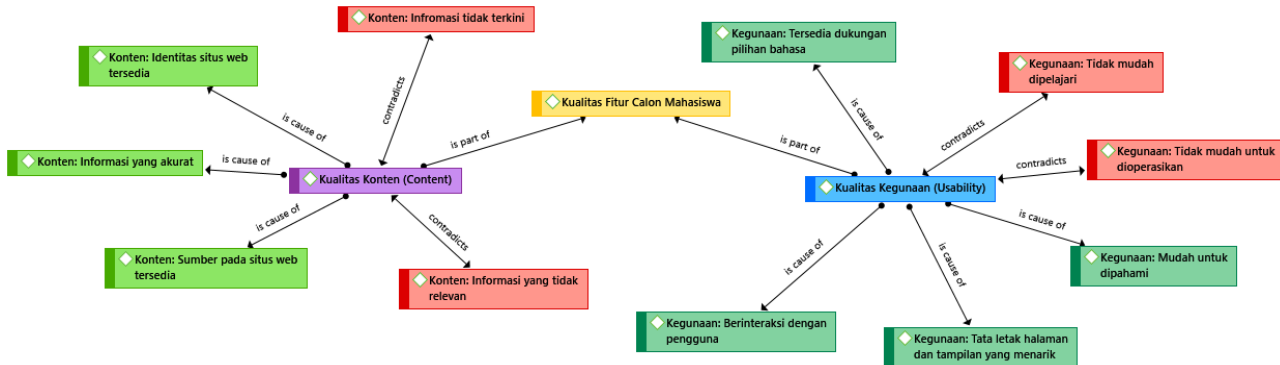 Konten: Infromasi tidak terkini
Konten: Identitas situs web
tersedia
Kegunaan: Tersedia dukungan
pilihan bahasa
Kegunaan: Tidak mudah
dipelajari
Kualitas Fitur Calon Mahasiswa
contradicts
is cause of
is part of
is cause of
is part of
contradicts
Konten: Informasi yang akurat
is cause of
Kualitas Konten (Content)
Kualitas Kegunaan (Usability)
contradicts
Kegunaan: Tidak mudah untuk
dioperasikan
is cause of
contradicts
is cause of
is cause of
is cause of
Konten: Sumber pada situs web
tersedia
Konten: Informasi yang tidak
relevan
Kegunaan: Mudah untuk
dipahami
Kegunaan: Berinteraksi dengan
pengguna
Kegunaan: Tata letak halaman
dan tampilan yang menarik